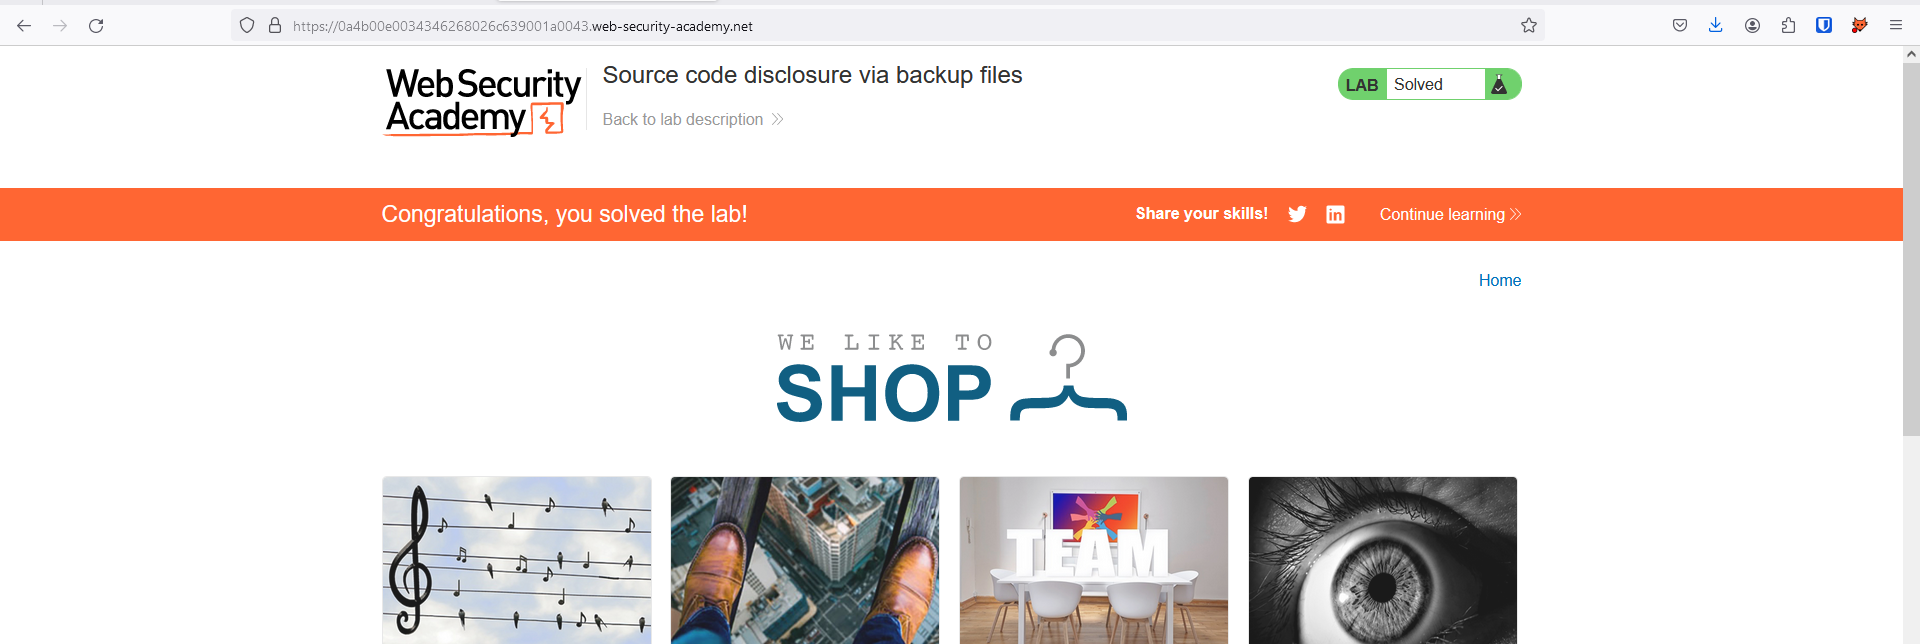 https://0a4b00e0034346268026c639001a0043.web-security-academy.net
Web Security
Academy
Source code disclosure via backup files
Back to lab description
LAB Solved
Congratulations, you solved the lab!
Share your skills!
Continue learning
Home
WE LIKE TO
SHOP
TEAM